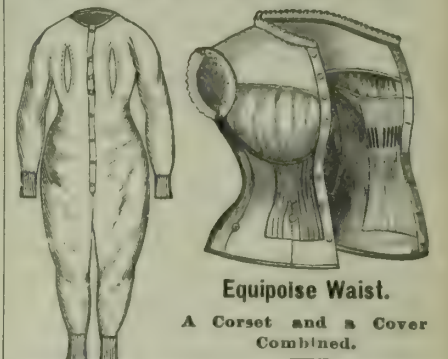 Equipoise Waist.
A Corset and a Cover
Combined.